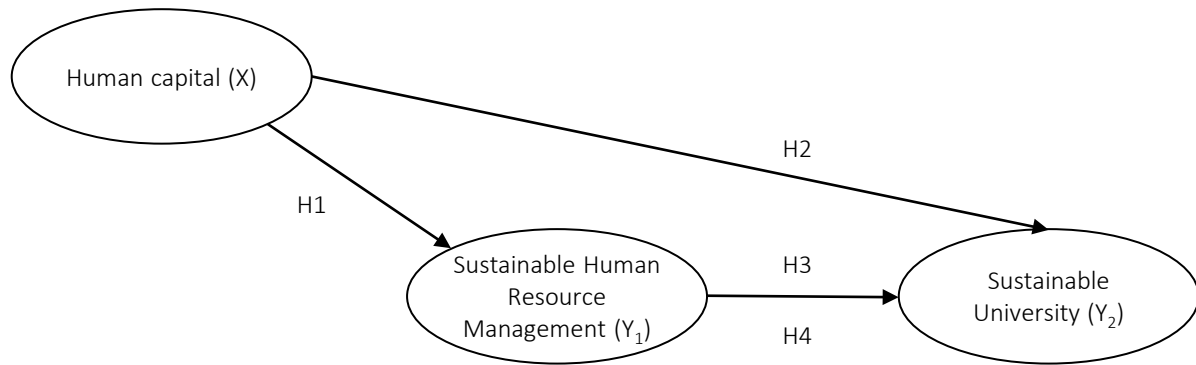 Human capital (X)
H2
H1
Sustainable Human
Resource
Management (Y₁)
H3
H4
Sustainable
University (Y₂)